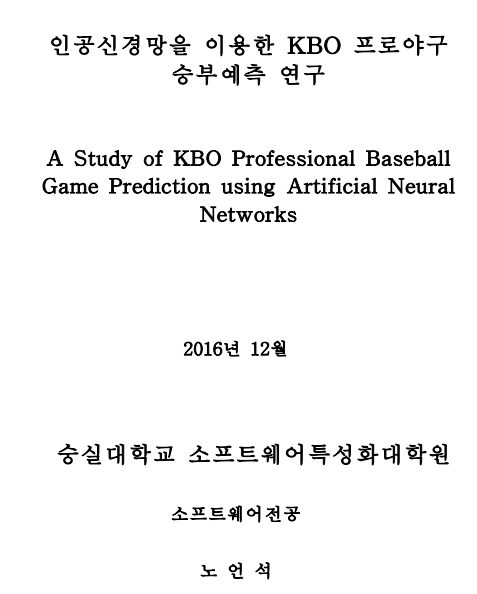 인공신경망을 이용한 KBO 프로야구
승부예측 연구
A Study of KBO Professional Baseball
Game Prediction using Artificial Neural
Networks
2016년 12월
숭실대학교 소프트웨어특성화대학원
소프트웨어전공
노 언 석